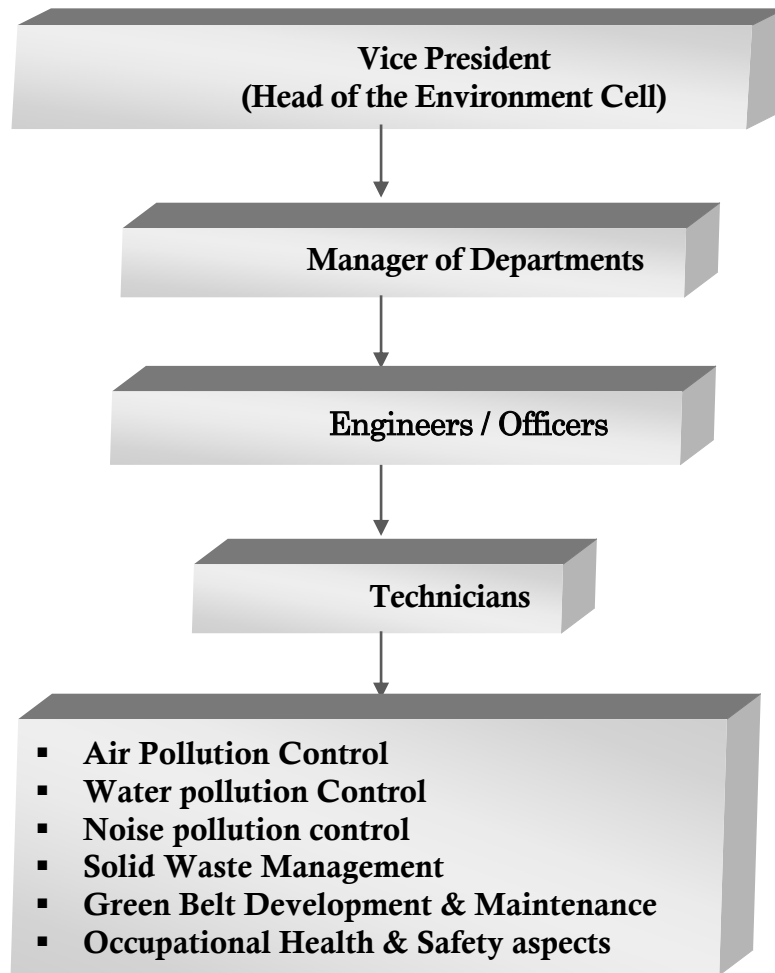 Vice President
(Head of the Environment Cell)
Manager of Departments
Engineers / Officers
Technicians
▪ Air Pollution Control
▪ Water pollution Control
▪ Noise pollution control
▪ Solid Waste Management
▪ Green Belt Development & Maintenance
▪ Occupational Health & Safety aspects